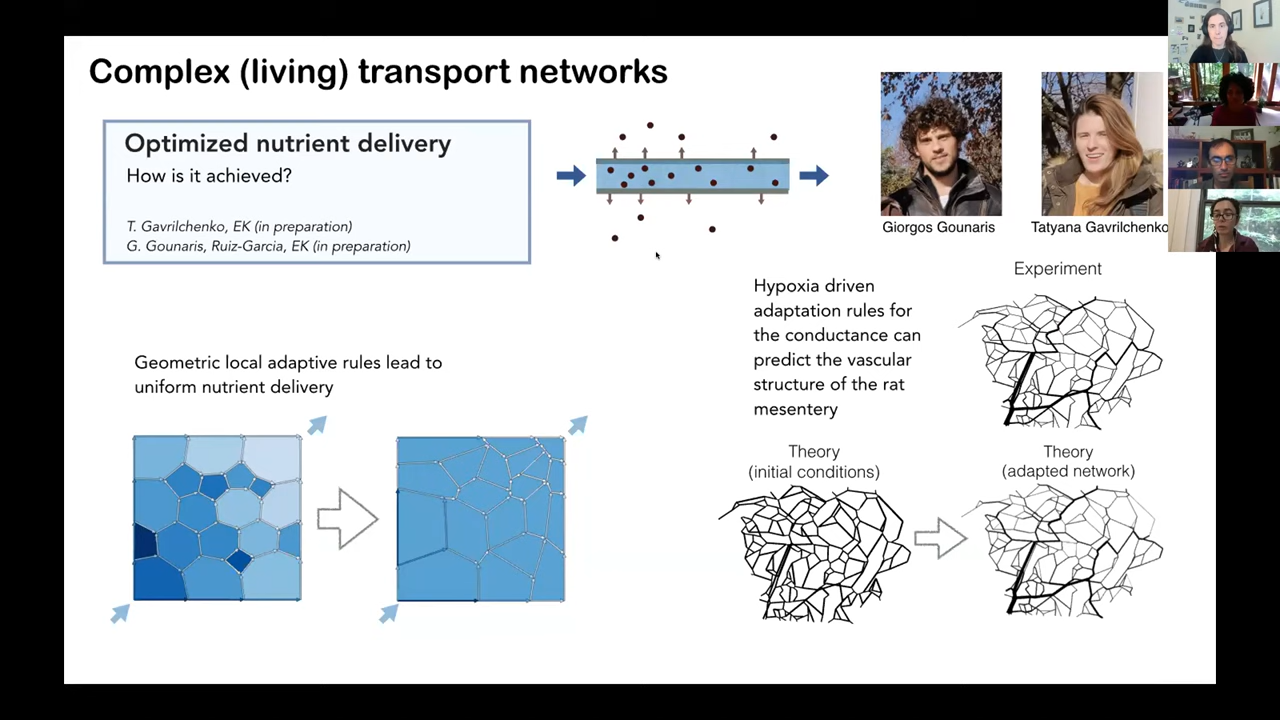 Complex (living) transport networks
Optimized nutrient delivery
How is it achieved?
T. Gavrilchenko, EK (in preparation)
G. Gounaris, Ruiz-Garcia, EK (in preparation)
Giorgos Gounaris
Tatyana Gavrilchenko
Geometric local adaptive rules lead to
uniform nutrient delivery
Hypoxia driven
adaptation rules for
the conductance can
predict the vascular
structure of the rat
mesentery
Experiment
Theory
(initial conditions)
Theory
(adapted network)